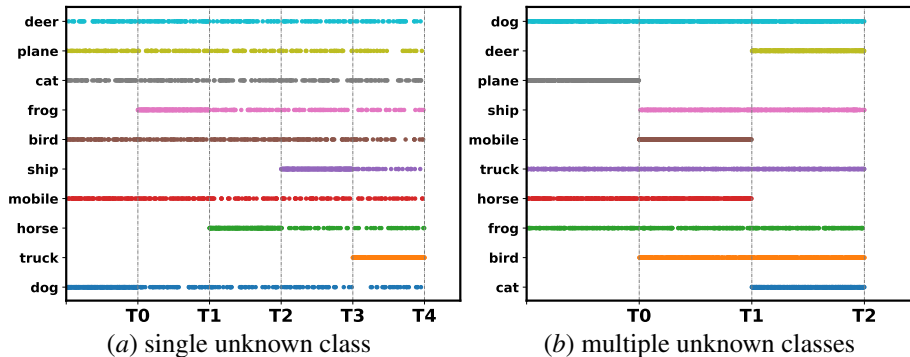 deer
plane
cat
frog
bird
ship
mobile
horse
truck
dog
T0 T1 T2 T3 T4
(a) single unknown class
dog
deer
plane
ship
mobile
truck
horse
frog
bird
cat
T0 T1 T2
(b) multiple unknown classes